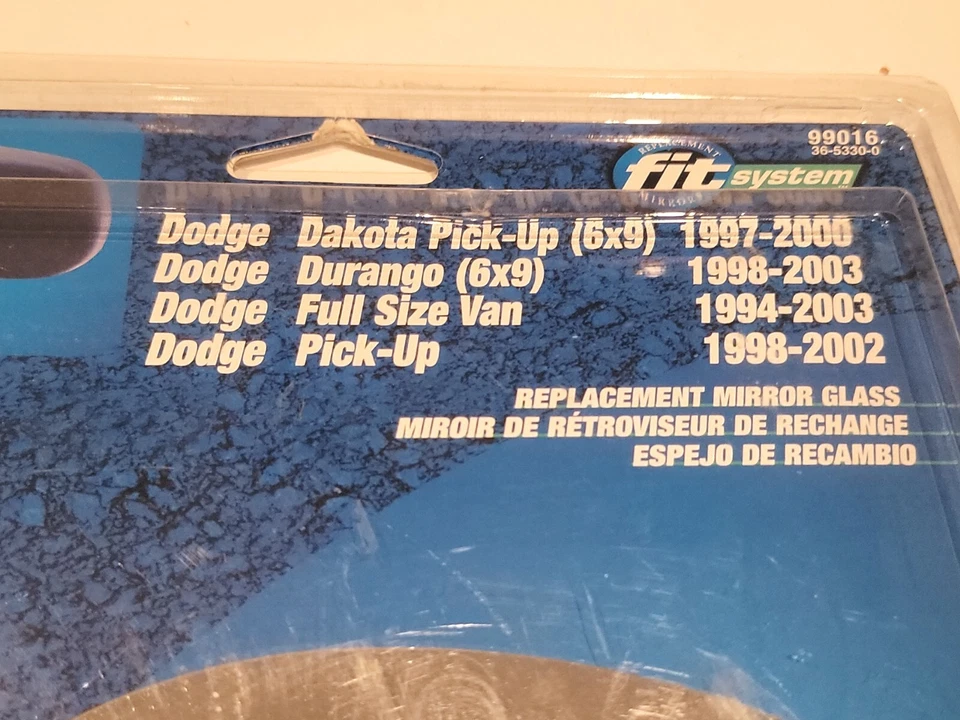 99016
36-5330-0
REPLACEMENT
fit system
MIRROR
Dodge Dakota Pick-Up (6x9) 1997-2000
Dodge Durango (6x9) 1998-2003
Dodge Full Size Van 1994-2003
Dodge Pick-Up 1998-2002
REPLACEMENT MIRROR GLASS
MIROIR DE RÉTROVISEUR DE RECHANGE
ESPEJO DE RECAMBIO